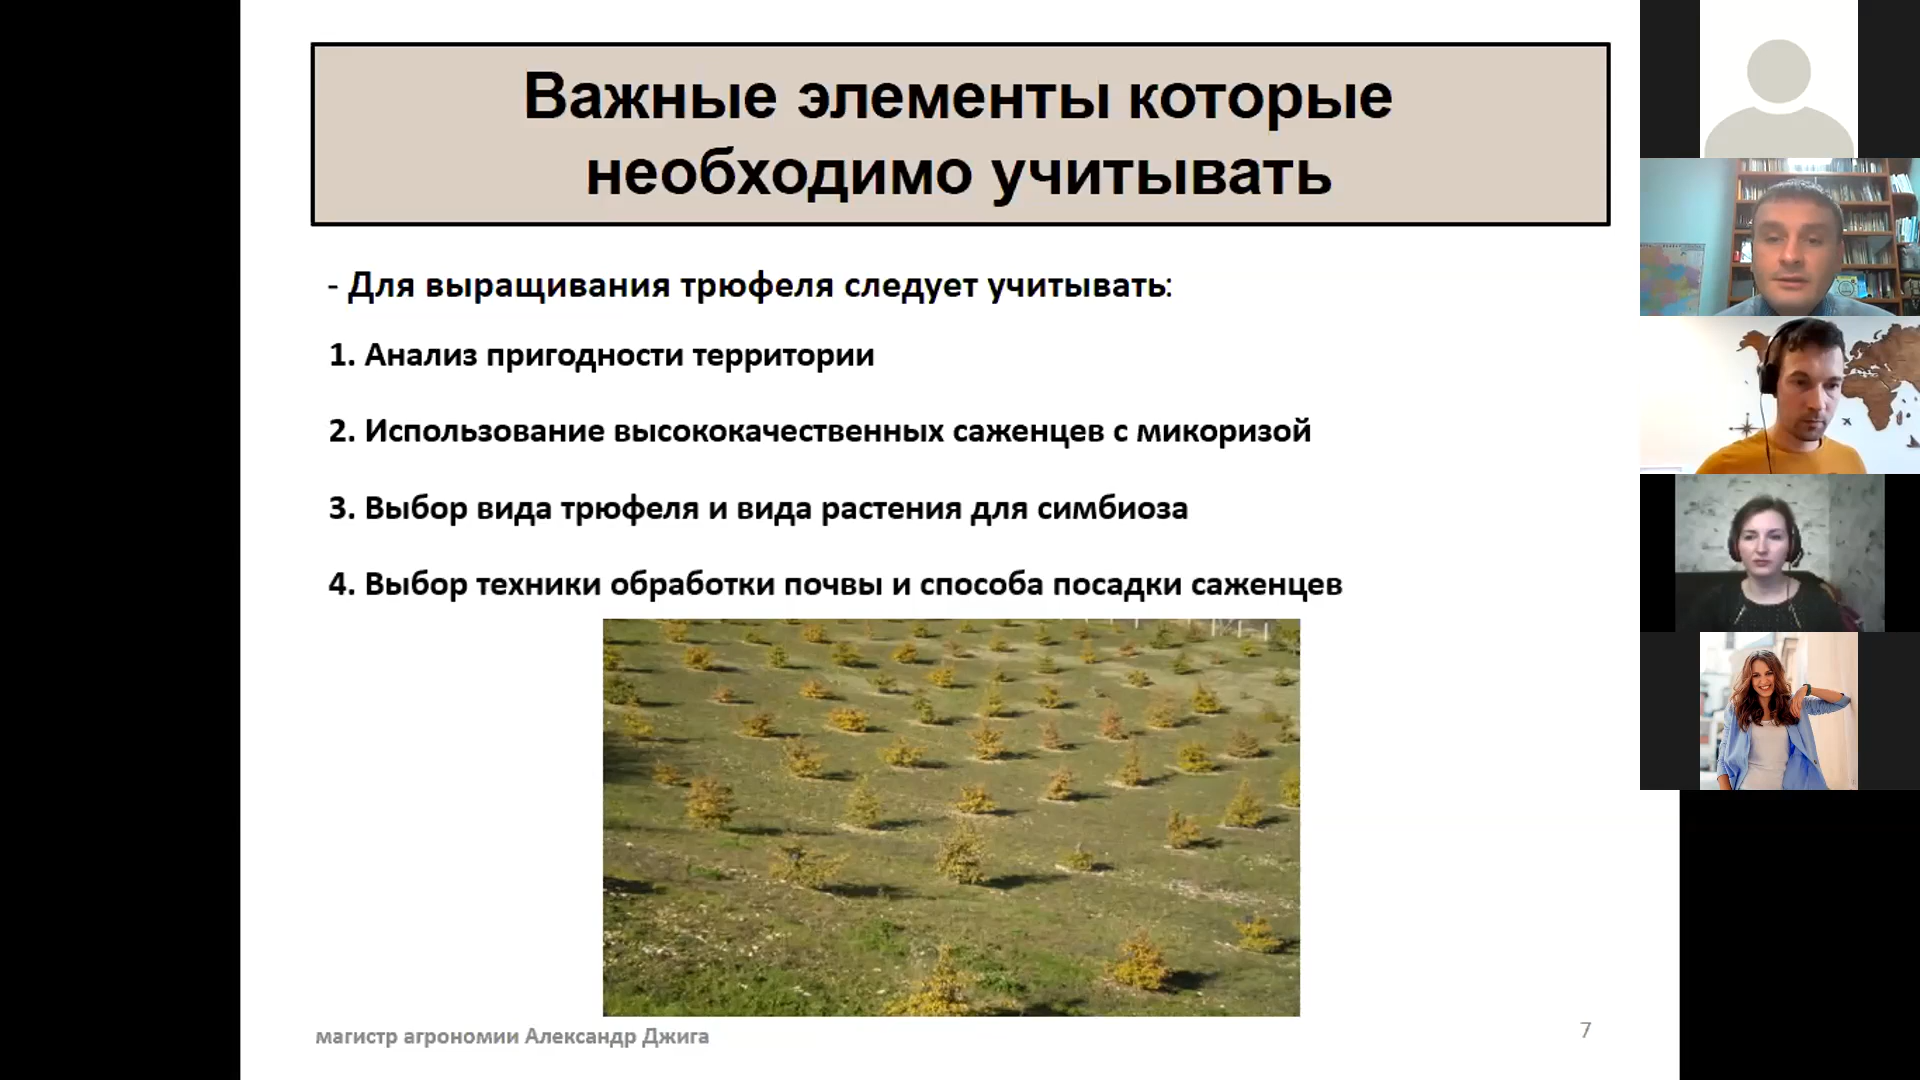 Важные элементы которые
необходимо учитывать
- Для выращивания трюфеля следует учитывать:
1. Анализ пригодности территории
2. Использование высококачественных саженцев с микоризой
3. Выбор вида трюфеля и вида растения для симбиоза
4. Выбор техники обработки почвы и способа посадки саженцев
магистр агрономии Александр Джига
7